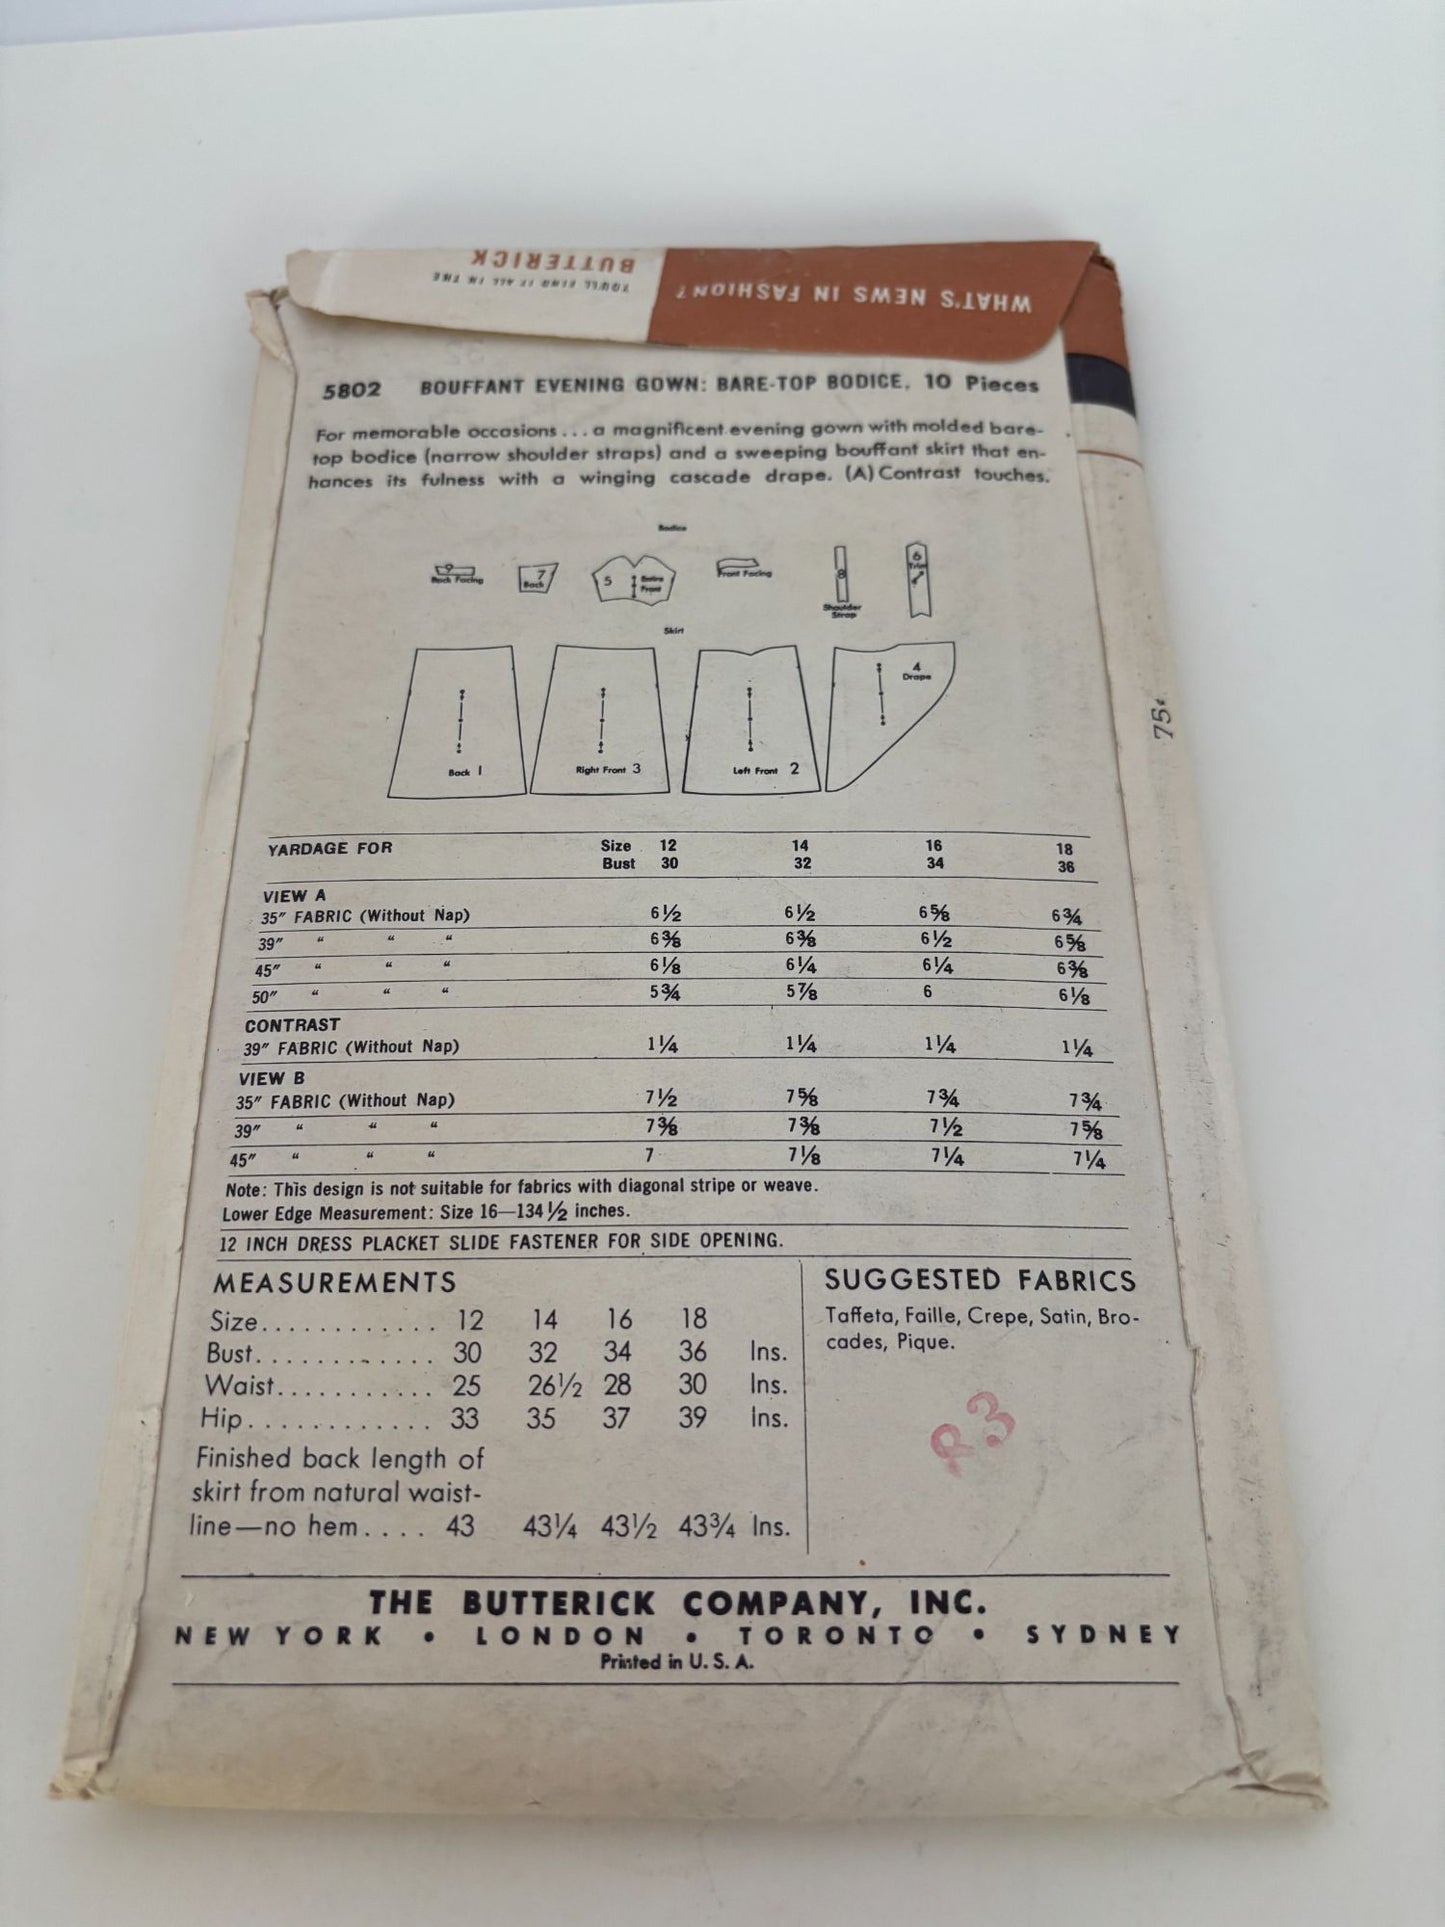 WHAT'S NEWS IN FASHION?
YOU'LL FIND IT ALL IN THE
BUTTERICK
5802 BOUFFANT EVENING GOWN: BARE-TOP BODICE, 10 Pieces
For memorable occasions . . . a magnificent evening gown with molded bare-
top bodice (narrow shoulder straps) and a sweeping bouffant skirt that en-
hances its fulness with a winging cascade drape. (A) Contrast touches.
Bodice
9 Back Facing
7 Back
5 Entire Front
Front Facing
8 Shoulder Strap
6 Trim
Skirt
Back 1
Right Front 3
Left Front 2
4 Drape
75¢
YARDAGE FOR Size 12 14 16 18
Bust 30 32 34 36
VIEW A
35" FABRIC (Without Nap) 6½ 6½ 6⅝ 6¾
39" " " " 6⅜ 6⅜ 6½ 6⅝
45" " " " 6⅛ 6¼ 6¼ 6⅜
50" " " " 5¾ 5⅞ 6 6⅛
CONTRAST
39" FABRIC (Without Nap) 1¼ 1¼ 1¼ 1¼
VIEW B
35" FABRIC (Without Nap) 7½ 7⅝ 7¾ 7¾
39" " " " 7⅜ 7⅜ 7½ 7⅝
45" " " " 7 7⅛ 7¼ 7¼
Note: This design is not suitable for fabrics with diagonal stripe or weave.
Lower Edge Measurement: Size 16—134½ inches.
12 INCH DRESS PLACKET SLIDE FASTENER FOR SIDE OPENING.
MEASUREMENTS
Size. . . . . . . . . . . . 12 14 16 18
Bust. . . . . . . . . . . . 30 32 34 36 Ins.
Waist. . . . . . . . . . . 25 26½ 28 30 Ins.
Hip. . . . . . . . . . . . 33 35 37 39 Ins.
Finished back length of
skirt from natural waist-
line—no hem. . . . 43 43¼ 43½ 43¾ Ins.
SUGGESTED FABRICS
Taffeta, Faille, Crepe, Satin, Bro-
cades, Pique.
R3
THE BUTTERICK COMPANY, INC.
NEW YORK • LONDON • TORONTO • SYDNEY
Printed in U. S. A.